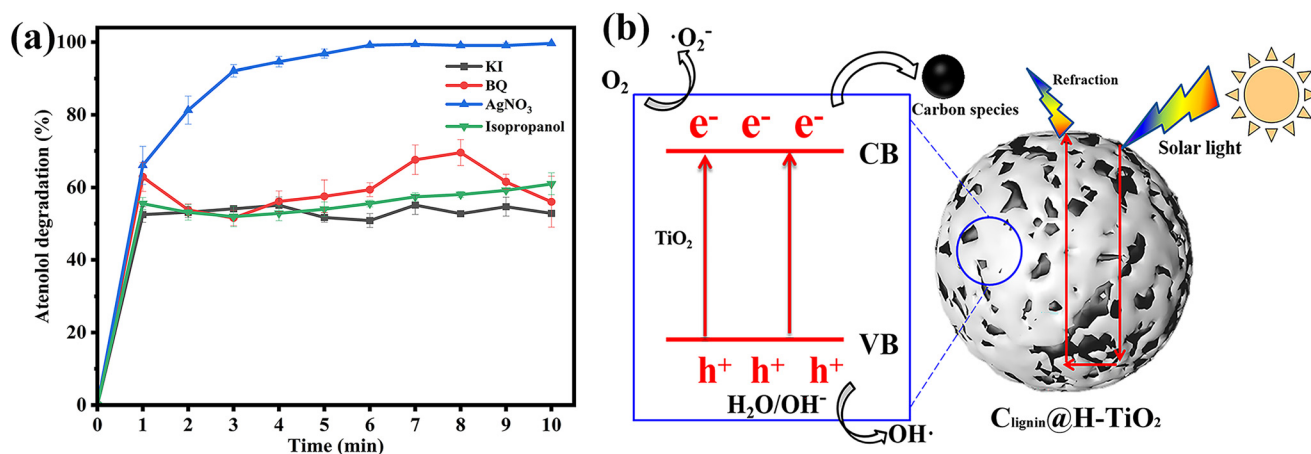 (a)
100
80
60
40
20
0
Atenolol degradation (%)
KI
BQ
AgNO₃
Isopropanol
0 1 2 3 4 5 6 7 8 9 10
Time (min)
(b)
·O₂⁻
O₂
Carbon species
Refraction
Solar light
e⁻ e⁻ e⁻
CB
TiO₂
VB
h⁺ h⁺ h⁺
H₂O/OH⁻
OH·
Clignin@H-TiO₂